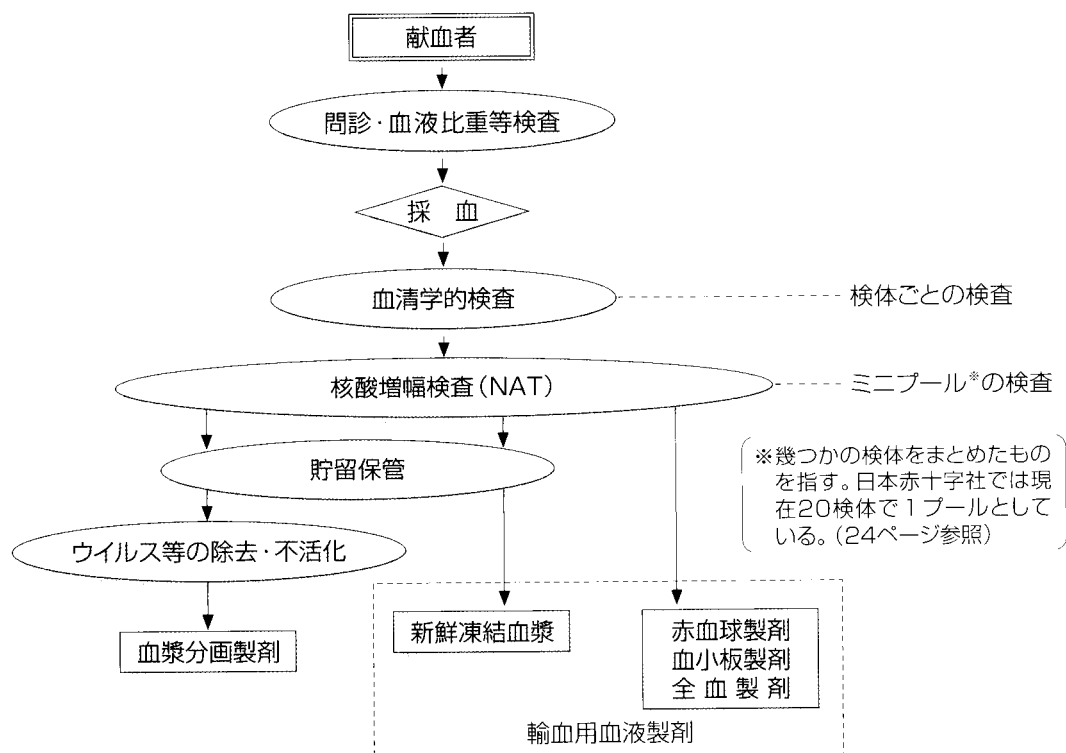 献血者
問診・血液比重等検査
採 血
血清学的検査
検体ごとの検査
核酸増幅検査(NAT)
ミニプール※の検査
貯留保管
※幾つかの検体をまとめたもの
を指す。日本赤十字社では現
在20検体で1プールとして
いる。(24ページ参照)
ウイルス等の除去・不活化
血漿分画製剤
新鮮凍結血漿
赤血球製剤
血小板製剤
全血製剤
輸血用血液製剤